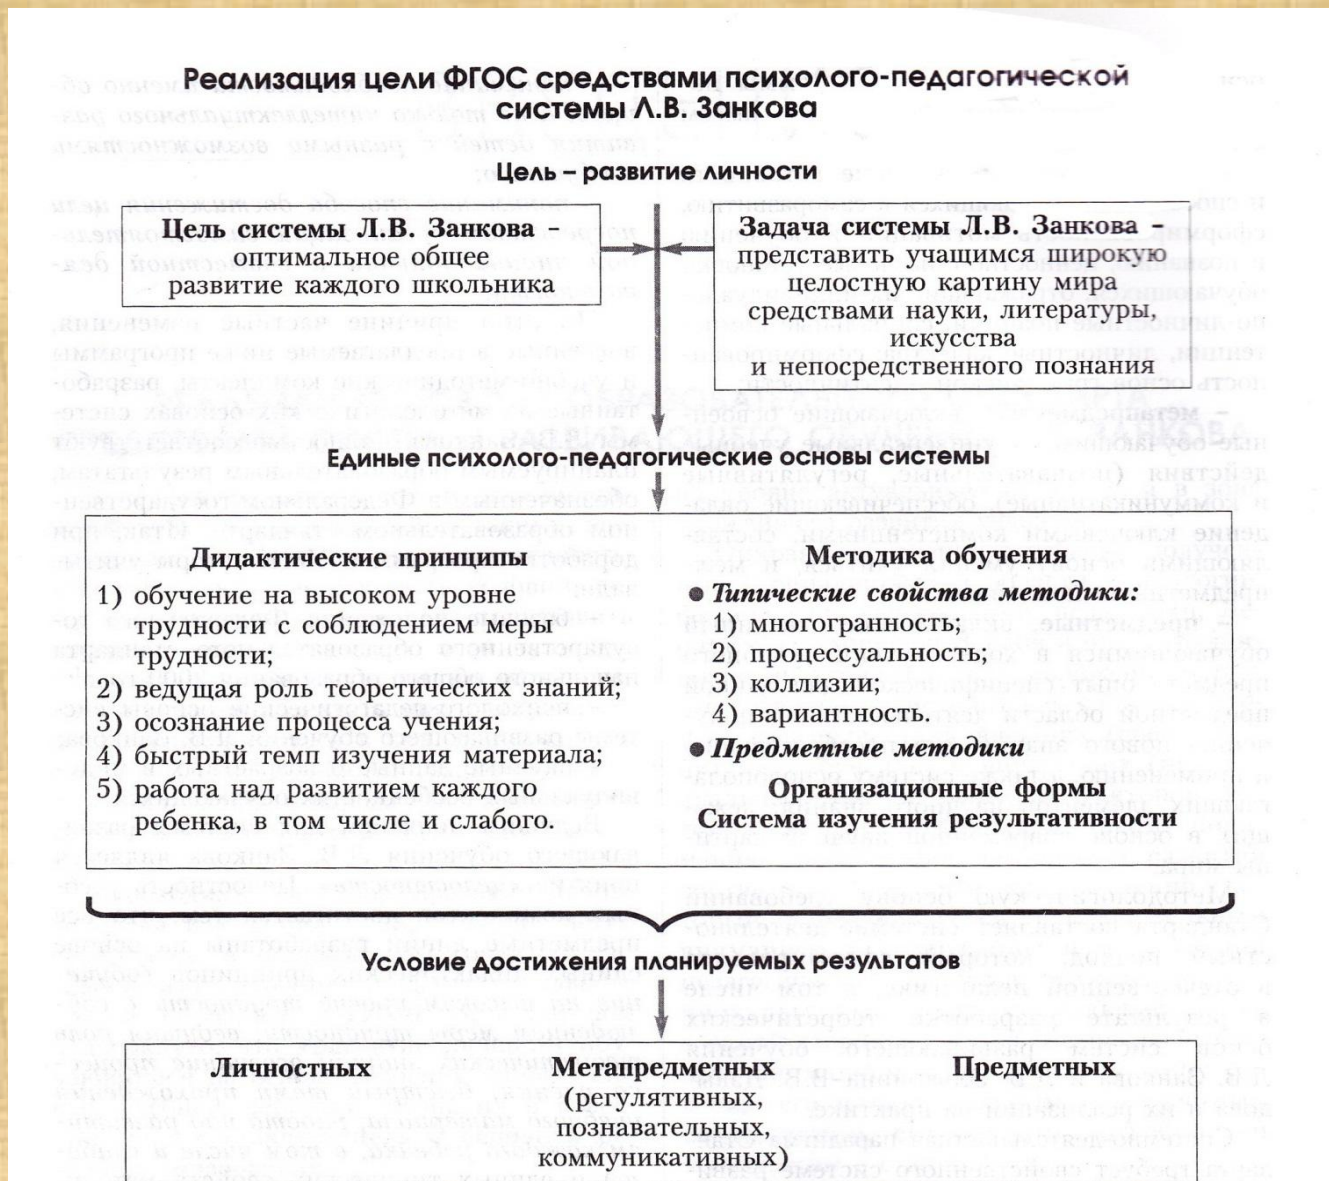 Реализация цели ФГОС средствами психолого-педагогической
системы Л.В. Занкова
Цель – развитие личности
Цель системы Л.В. Занкова –
оптимальное общее
развитие каждого школьника
Задача системы Л.В. Занкова –
представить учащимся широкую
целостную картину мира
средствами науки, литературы,
искусства
и непосредственного познания
Единые психолого-педагогические основы системы
Дидактические принципы
1) обучение на высоком уровне
трудности с соблюдением меры
трудности;
2) ведущая роль теоретических знаний;
3) осознание процесса учения;
4) быстрый темп изучения материала;
5) работа над развитием каждого
ребенка, в том числе и слабого.
Методика обучения
● Типические свойства методики:
1) многогранность;
2) процессуальность;
3) коллизии;
4) вариантность.
● Предметные методики
Организационные формы
Система изучения результативности
Условие достижения планируемых результатов
Личностных
Метапредметных
(регулятивных,
познавательных,
коммуникативных)
Предметных